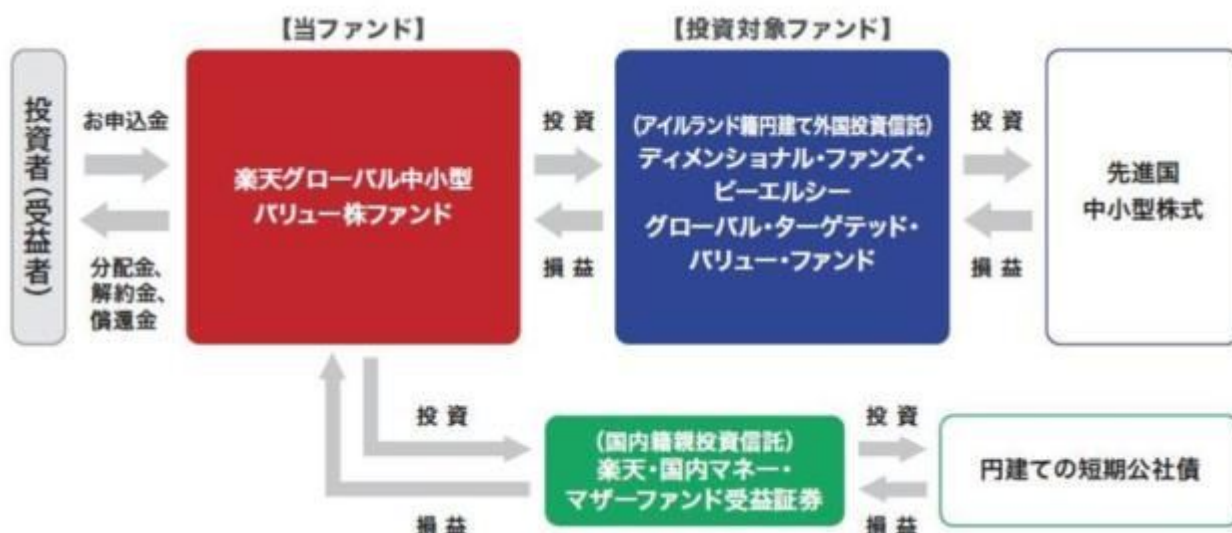 【当ファンド】
【投資対象ファンド】
投資者(受益者)
お申込金
分配金、
解約金、
償還金
楽天グローバル中小型
バリュー株ファンド
投資
損益
(アイルランド籍円建て外国投資信託)
ディメンショナル・ファンズ・
ピーエルシー
グローバル・ターゲテッド・
バリュー・ファンド
投資
損益
先進国
中小型株式
投資
損益
(国内籍親投資信託)
楽天・国内マネー・
マザーファンド受益証券
投資
損益
円建ての短期公社債